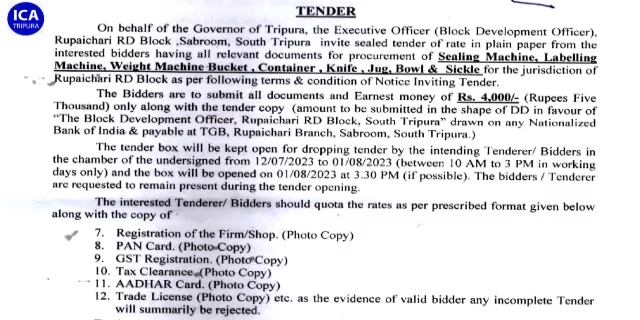 ICA
TRIPURA
TENDER
On behalf of the Governor of Tripura, the Executive Officer (Block Development Officer),
Rupaichari RD Block ,Sabroom, South Tripura invite sealed tender of rate in plain paper from the
interested bidders having all relevant documents for procurement of Sealing Machine, Labelling
Machine, Weight Machine Bucket , Container , Knife , Jug, Bowl & Sickle for the jurisdiction of
Rupaichari RD Block as per following terms & condition of Notice Inviting Tender.
The Bidders are to submit all documents and Earnest money of Rs. 4,000/- (Rupees Five
Thousand) only along with the tender copy (amount to be submitted in the shape of DD in favour of
"The Block Development Officer, Rupaichari RD Block, South Tripura" drawn on any Nationalized
Bank of India & payable at TGB, Rupaichari Branch, Sabroom, South Tripura.)
The tender box will be kept open for dropping tender by the intending Tenderer/ Bidders in
the chamber of the undersigned from 12/07/2023 to 01/08/2023 (between 10 AM to 3 PM in working
days only) and the box will be opened on 01/08/2023 at 3.30 PM (if possible). The bidders / Tenderer
are requested to remain present during the tender opening.
The interested Tenderer/ Bidders should quota the rates as per prescribed format given below
along with the copy of
7. Registration of the Firm/Shop. (Photo Copy)
8. PAN Card. (Photo Copy)
9. GST Registration. (Photo Copy)
10. Tax Clearance. (Photo Copy)
11. AADHAR Card. (Photo Copy)
12. Trade License (Photo Copy) etc. as the evidence of valid bidder any incomplete Tender
will summarily be rejected.